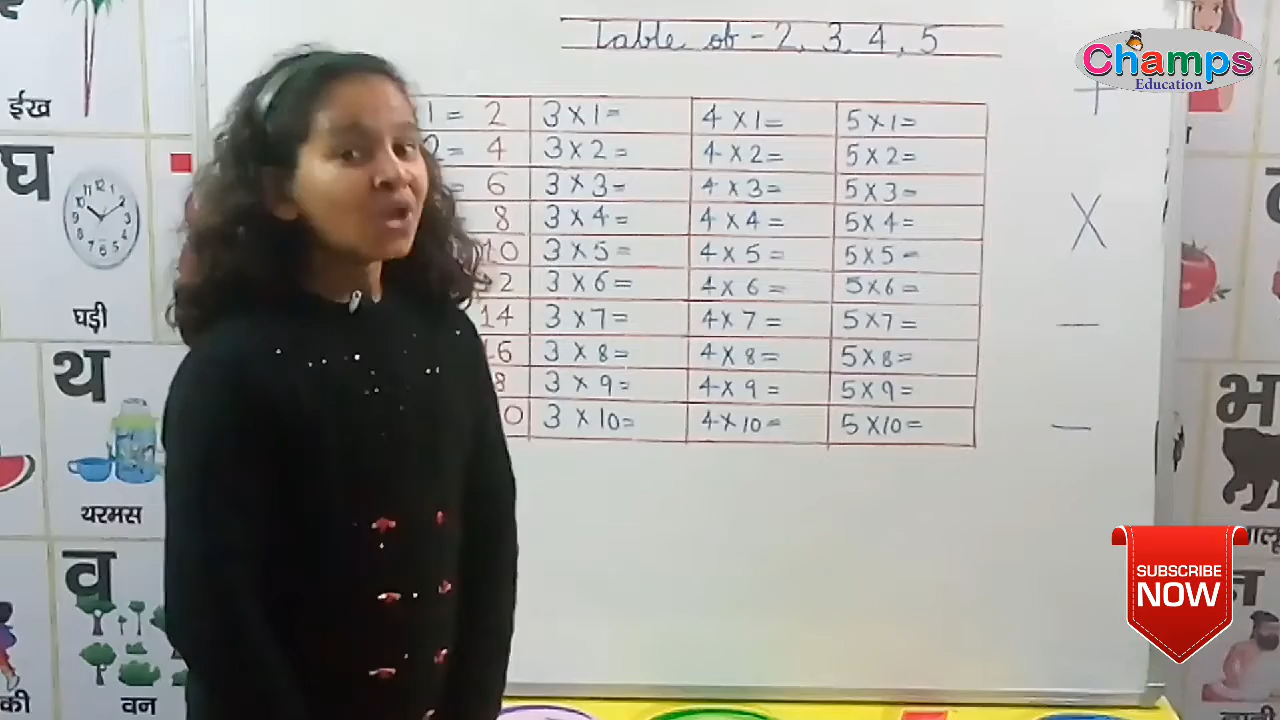 Table of - 2, 3, 4, 5
Champs
Education
+
1 = 2 3 X 1 = 4 X 1 = 5 X 1 =
2 = 4 3 X 2 = 4 X 2 = 5 X 2 =
= 6 3 X 3 = 4 X 3 = 5 X 3 =
8 3 X 4 = 4 X 4 = 5 X 4 =
10 3 X 5 = 4 X 5 = 5 X 5 =
2 3 X 6 = 4 X 6 = 5 X 6 =
14 3 X 7 = 4 X 7 = 5 X 7 =
16 3 X 8 = 4 X 8 = 5 X 8 =
8 3 X 9 = 4 X 9 = 5 X 9 =
0 3 X 10 = 4 X 10 = 5 X 10 =
X
—
—
ईख
घ
घड़ी
थ
थरमस
व
वन
की
भ
SUBSCRIBE
NOW